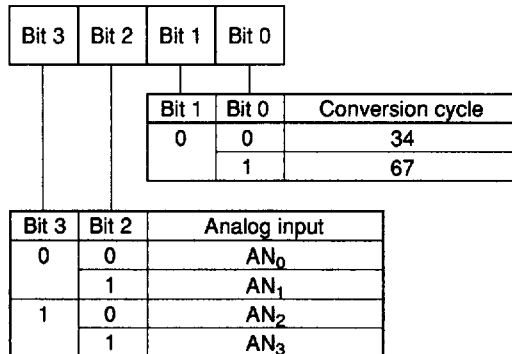 Bit 3 Bit 2 Bit 1 Bit 0
Bit 1 Bit 0 Conversion cycle
0 0 34
1 67
Bit 3 Bit 2 Analog input
0 0 AN₀
1 AN₁
1 0 AN₂
1 AN₃